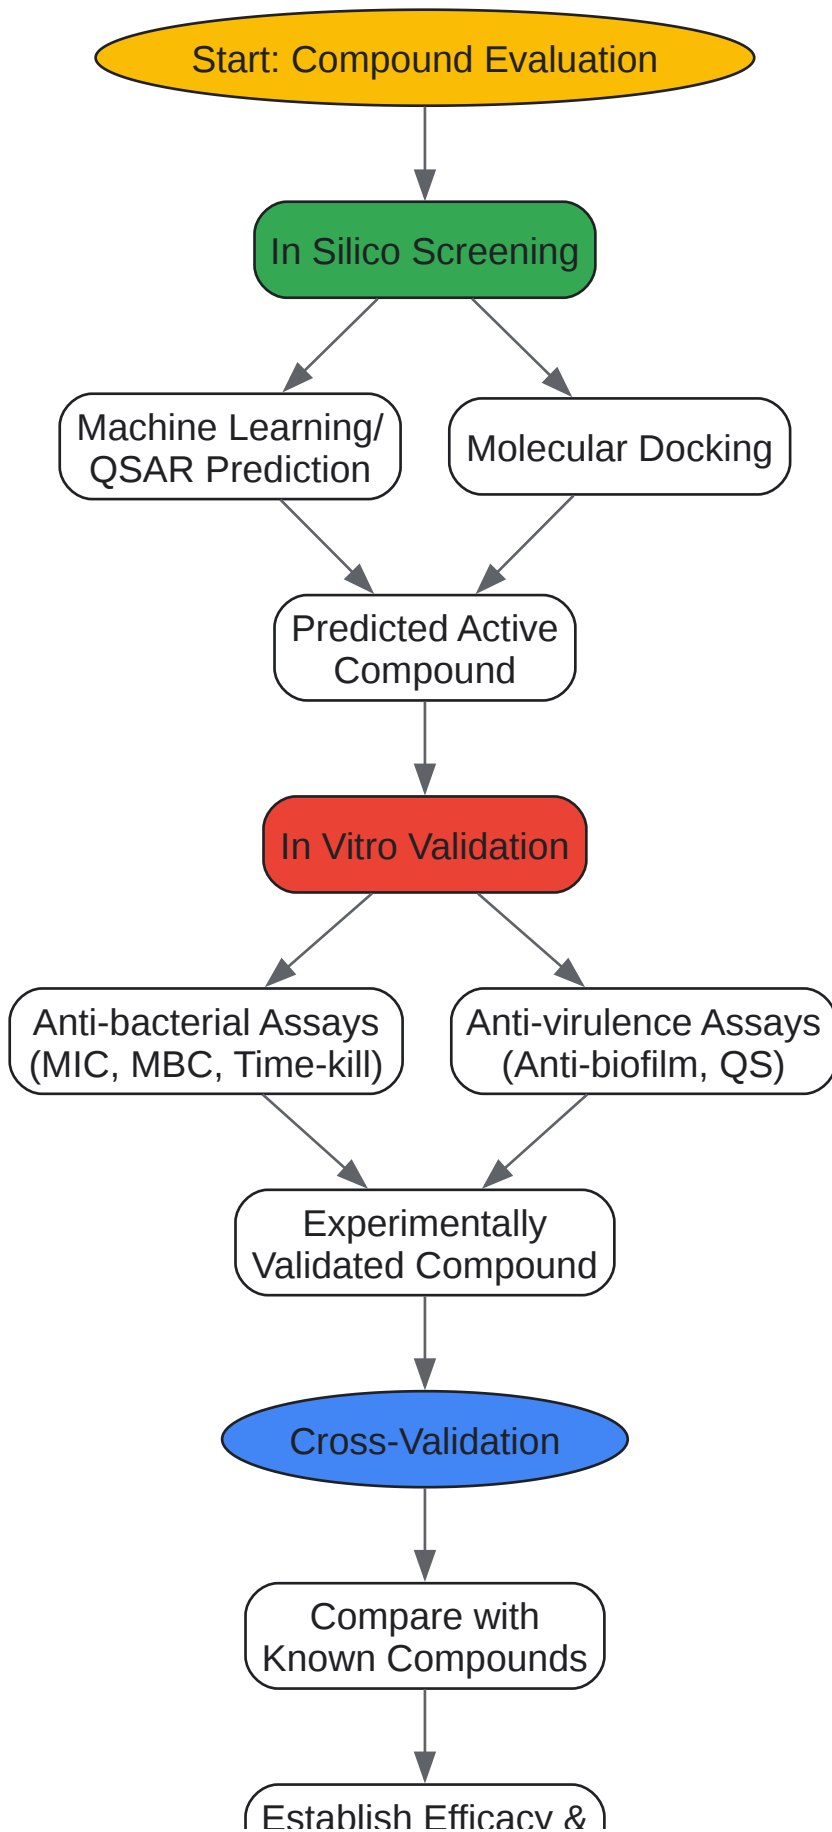 Start: Compound Evaluation
In Silico Screening
Machine Learning/
QSAR Prediction
Molecular Docking
Predicted Active
Compound
In Vitro Validation
Anti-bacterial Assays
(MIC, MBC, Time-kill)
Anti-virulence Assays
(Anti-biofilm, QS)
Experimentally
Validated Compound
Cross-Validation
Compare with
Known Compounds
Establish Efficacy &